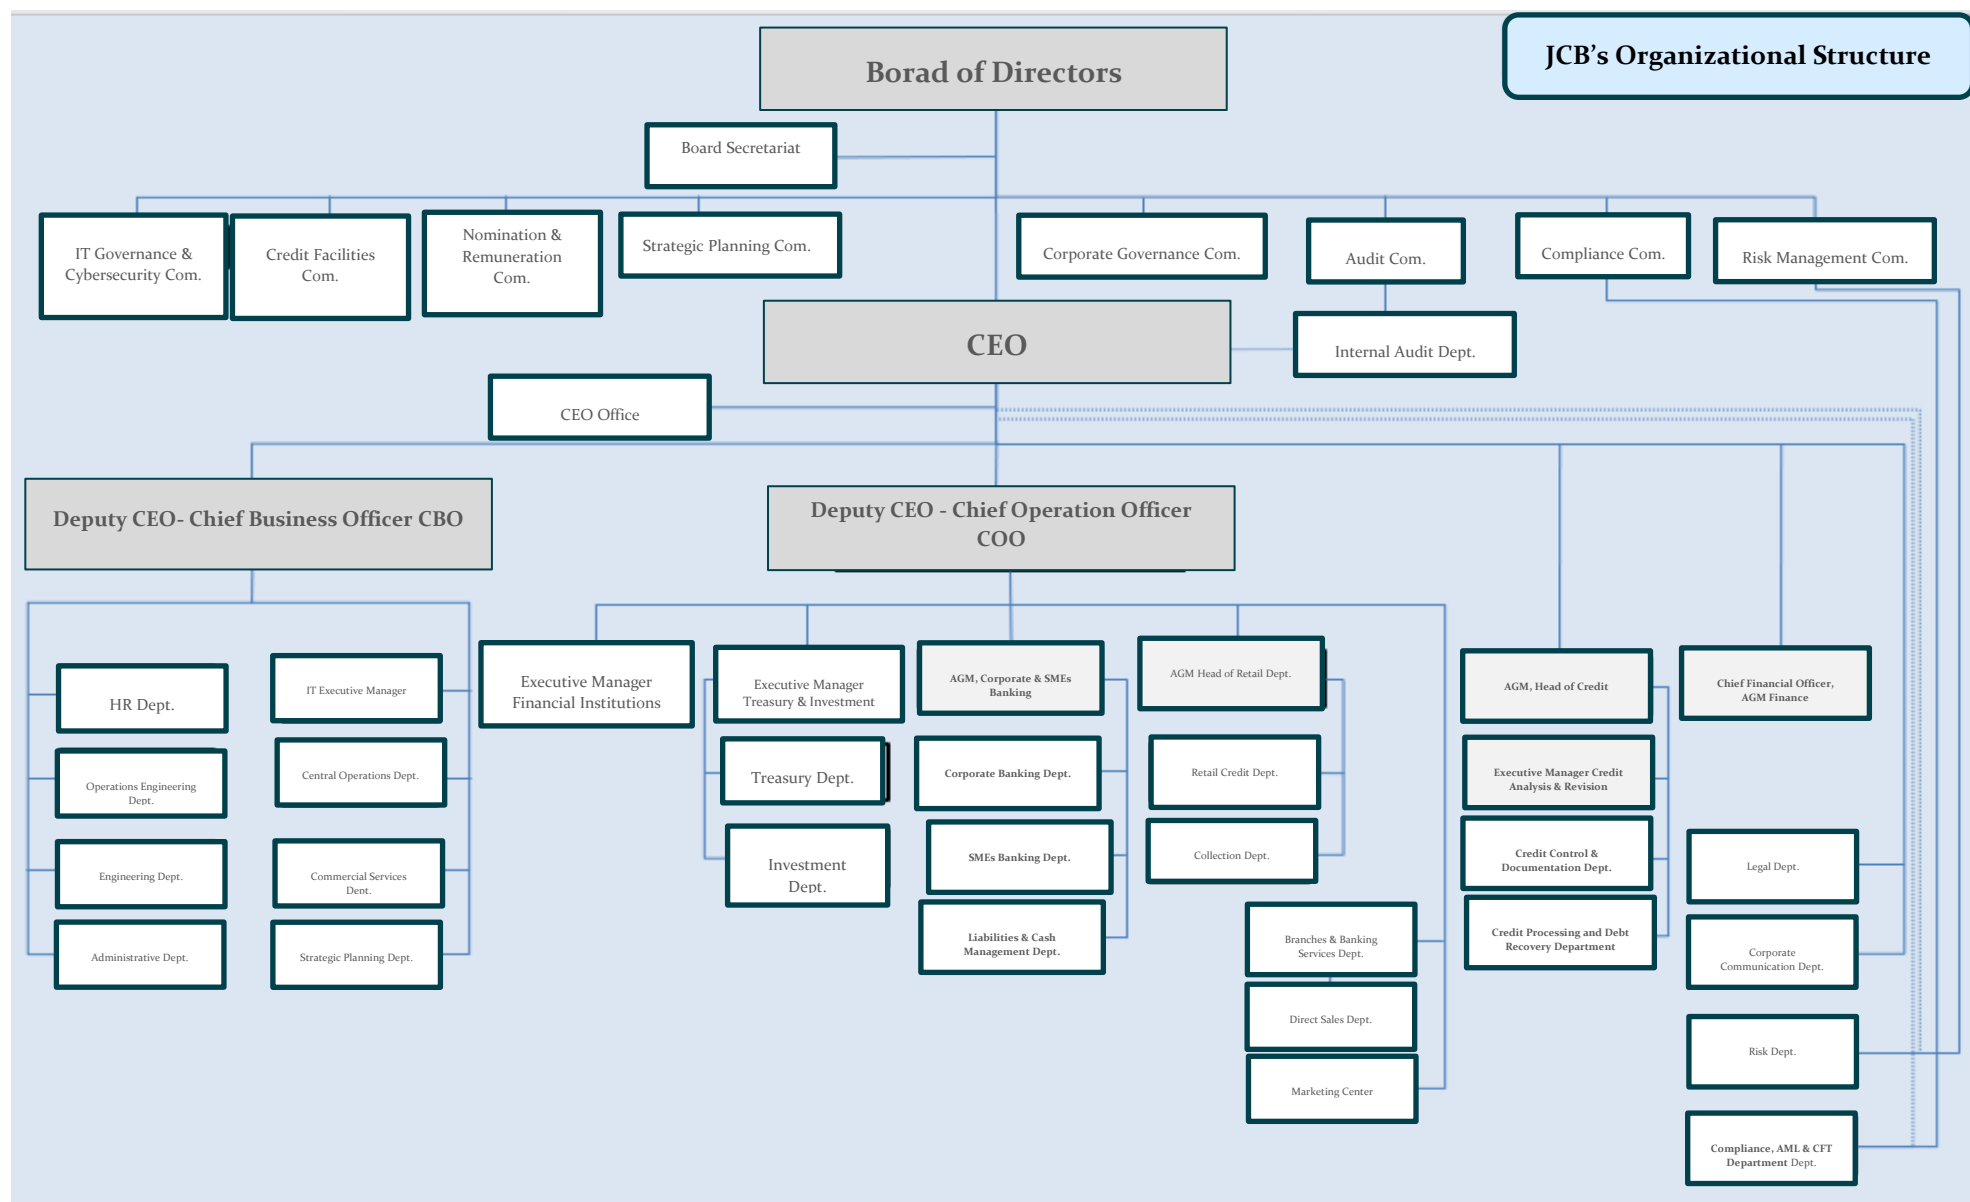 JCB's Organizational Structure
Borad of Directors
Board Secretariat
IT Governance &
Cybersecurity Com.
Credit Facilities
Com.
Nomination &
Remuneration
Com.
Strategic Planning Com.
Corporate Governance Com.
Audit Com.
Compliance Com.
Risk Management Com.
CEO
Internal Audit Dept.
CEO Office
Deputy CEO- Chief Business Officer CBO
Deputy CEO - Chief Operation Officer
COO
HR Dept.
IT Executive Manager
Operations Engineering
Dept.
Central Operations Dept.
Engineering Dept.
Commercial Services
Dept.
Administrative Dept.
Strategic Planning Dept.
Executive Manager
Financial Institutions
Executive Manager
Treasury & Investment
Treasury Dept.
Investment
Dept.
AGM, Corporate & SMEs
Banking
Corporate Banking Dept.
SMEs Banking Dept.
Liabilities & Cash
Management Dept.
AGM Head of Retail Dept.
Retail Credit Dept.
Collection Dept.
Branches & Banking
Services Dept.
Direct Sales Dept.
Marketing Center
AGM, Head of Credit
Executive Manager Credit
Analysis & Revision
Credit Control &
Documentation Dept.
Credit Processing and Debt
Recovery Department
Chief Financial Officer,
AGM Finance
Legal Dept.
Corporate
Communication Dept.
Risk Dept.
Compliance, AML & CFT
Department Dept.